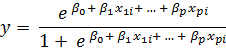 y = e^{β₀ + β₁x₁ᵢ + … + βₚxₚᵢ} / 1 + e^{β₀ + β₁x₁ᵢ + … + βₚxₚᵢ}